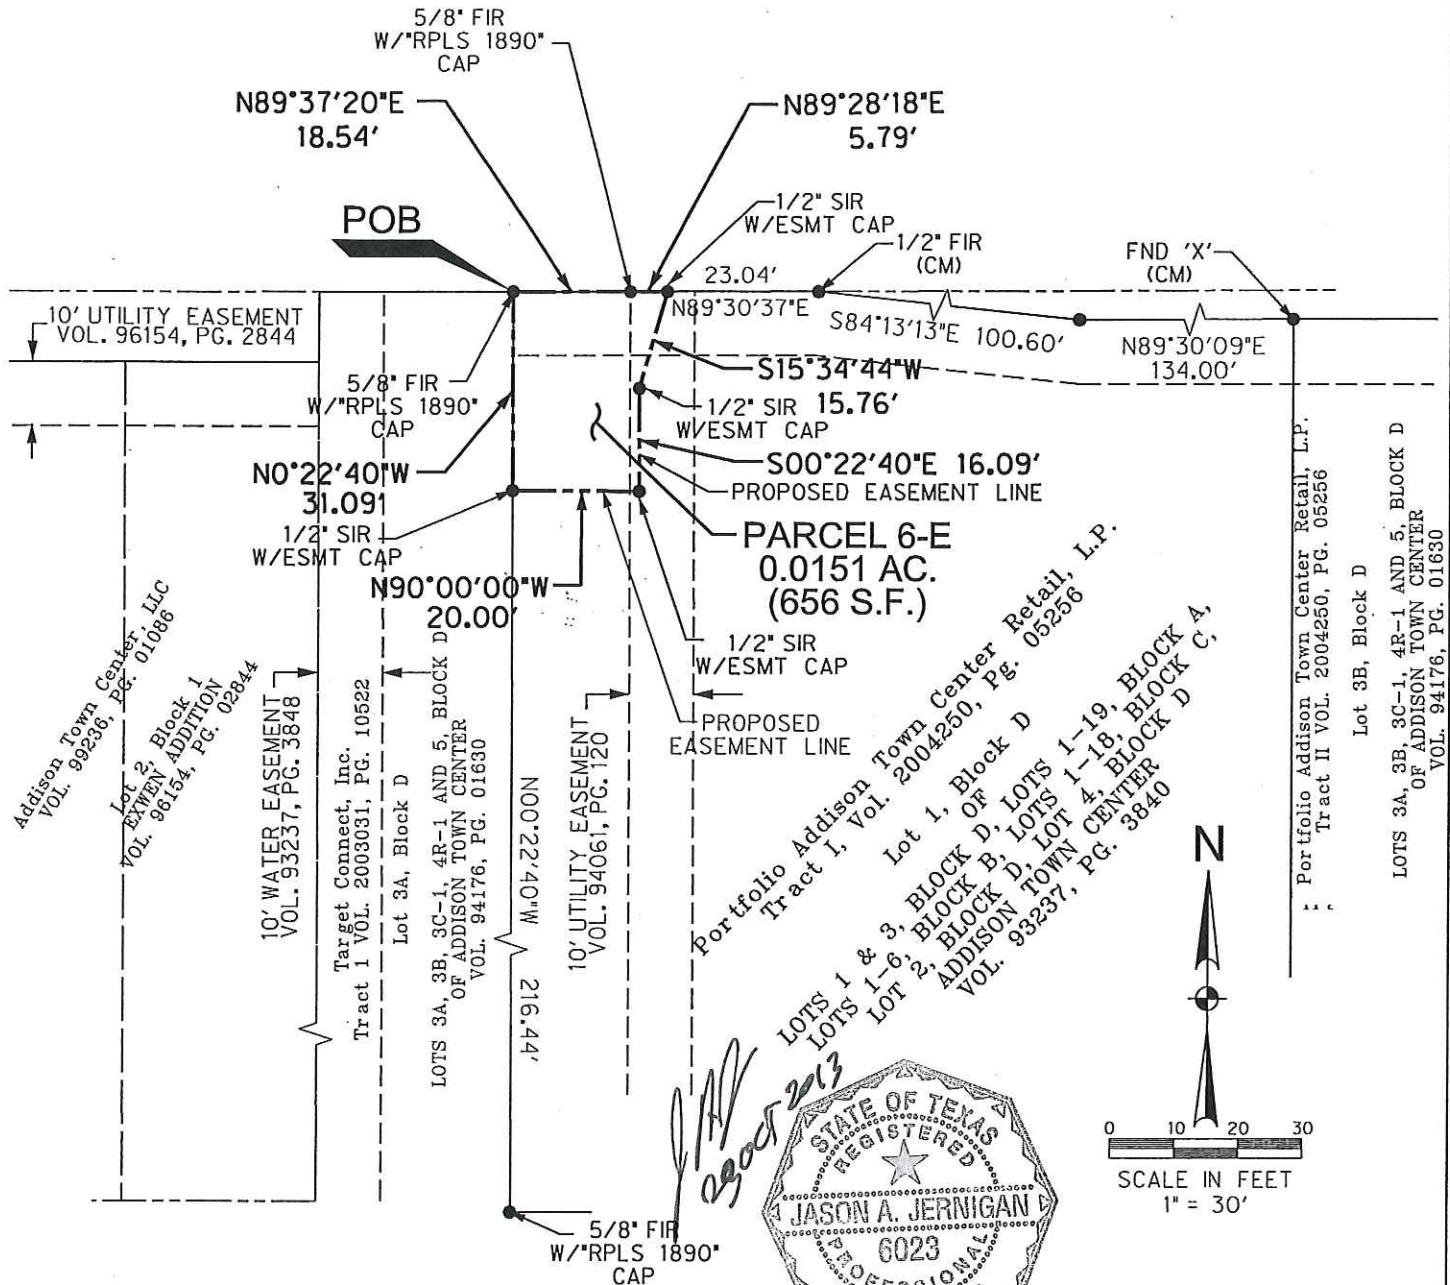 5/8" FIR
W/"RPLS 1890"
CAP
N89°37'20"E
18.54'
N89°28'18"E
5.79'
POB
1/2" SIR
W/ESMT CAP
1/2" FIR
(CM)
FND 'X'
(CM)
23.04'
N89°30'37"E
S84°13'13"E 100.60'
N89°30'09"E
134.00'
10' UTILITY EASEMENT
VOL. 96154, PG. 2844
5/8" FIR
W/"RPLS 1890"
CAP
S15°34'44"W
15.76'
1/2" SIR
W/ESMT CAP
N0°22'40"W
31.09'
S00°22'40"E 16.09'
PROPOSED EASEMENT LINE
1/2" SIR
W/ESMT CAP
PARCEL 6-E
0.0151 AC.
(656 S.F.)
N90°00'00"W
20.00'
1/2" SIR
W/ESMT CAP
PROPOSED
EASEMENT LINE
Addison Town Center, LLC
VOL. 99236, PG. 01086
Lot 2, Block 1
EXWEN ADDITION
VOL. 96154, PG. 02844
10' WATER EASEMENT
VOL. 93237, PG. 3848
Target Connect, Inc.
Tract 1 VOL. 2003031, PG. 10522
Lot 3A, Block D
LOTS 3A, 3B, 3C-1, 4R-1 AND 5, BLOCK D
OF ADDISON TOWN CENTER
VOL. 94176, PG. 01630
N00°22'40"W 216.44'
10' UTILITY EASEMENT
VOL. 94061, PG. 120
Portfolio Addison Town Center Retail, L.P.
Tract I, Vol. 2004250, Pg. 05256
Lot 1, Block D
OF
LOTS 1 & 3, BLOCK D, LOTS 1-19, BLOCK A,
LOTS 1-6, BLOCK B, LOTS 1-18, BLOCK C,
LOT 2, BLOCK D, LOT 4, BLOCK D
ADDISON TOWN CENTER
VOL. 93237, PG. 3840
Portfolio Addison Town Center Retail, L.P.
Tract II VOL. 2004250, PG. 05256
Lot 3B, Block D
LOTS 3A, 3B, 3C-1, 4R-1 AND 5, BLOCK D
OF ADDISON TOWN CENTER
VOL. 94176, PG. 01630
N
0 10 20 30
SCALE IN FEET
1" = 30'
29 OCT 2013
STATE OF TEXAS
REGISTERED
JASON A. JERNIGAN
6023
PROFESSIONAL
5/8" FIR
W/"RPLS 1890"
CAP